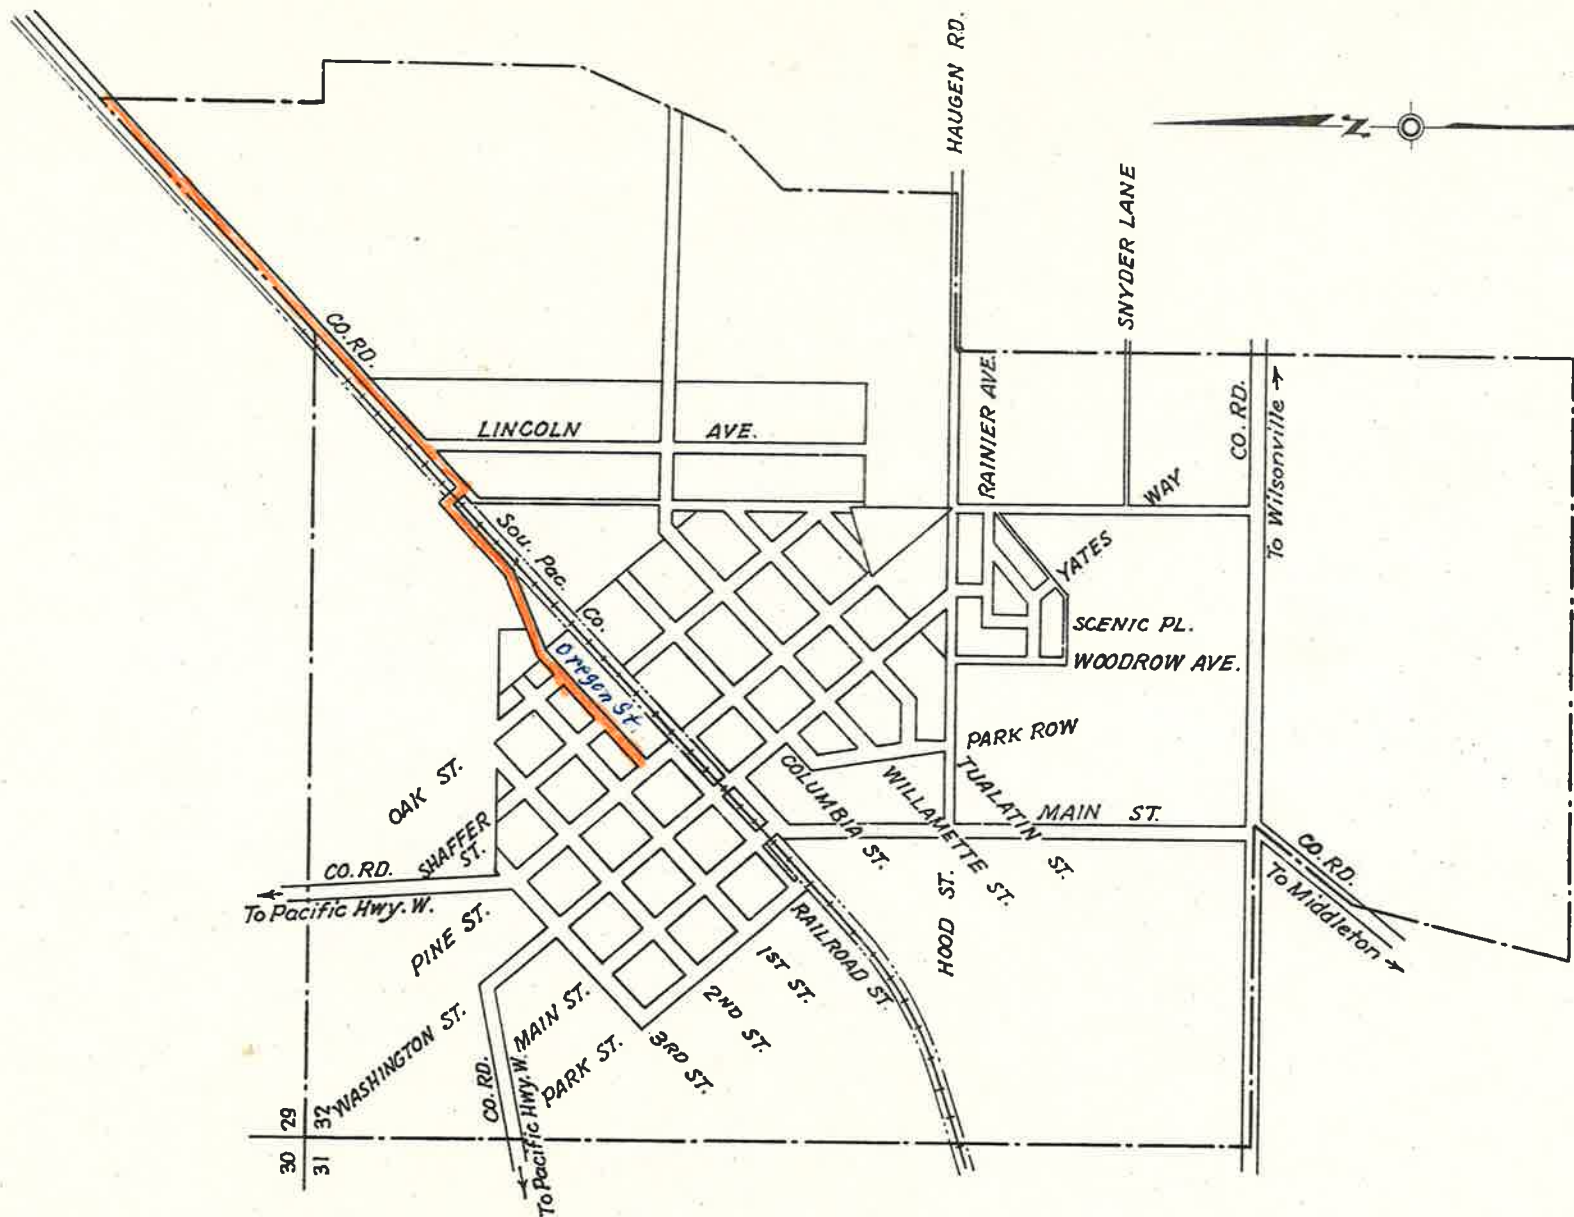 HAUGEN RD.
N
SNYDER LANE
CO. RD.
LINCOLN AVE.
RAINIER AVE.
CO. RD.
To Wilsonville
WAY
YATES
Sou. Pac. Co.
SCENIC PL.
WOODROW AVE.
Oregon St.
PARK ROW
COLUMBIA ST.
WILLAMETTE ST.
TUALATIN ST.
MAIN ST.
OAK ST.
SHAFFER ST.
CO. RD.
To Pacific Hwy. W.
CO. RD.
To Middleton
HOOD ST.
PINE ST.
RAILROAD ST.
1ST ST.
2ND ST.
3RD ST.
WASHINGTON ST.
MAIN ST.
PARK ST.
CO. RD.
To Pacific Hwy. W.
29
32
30
31